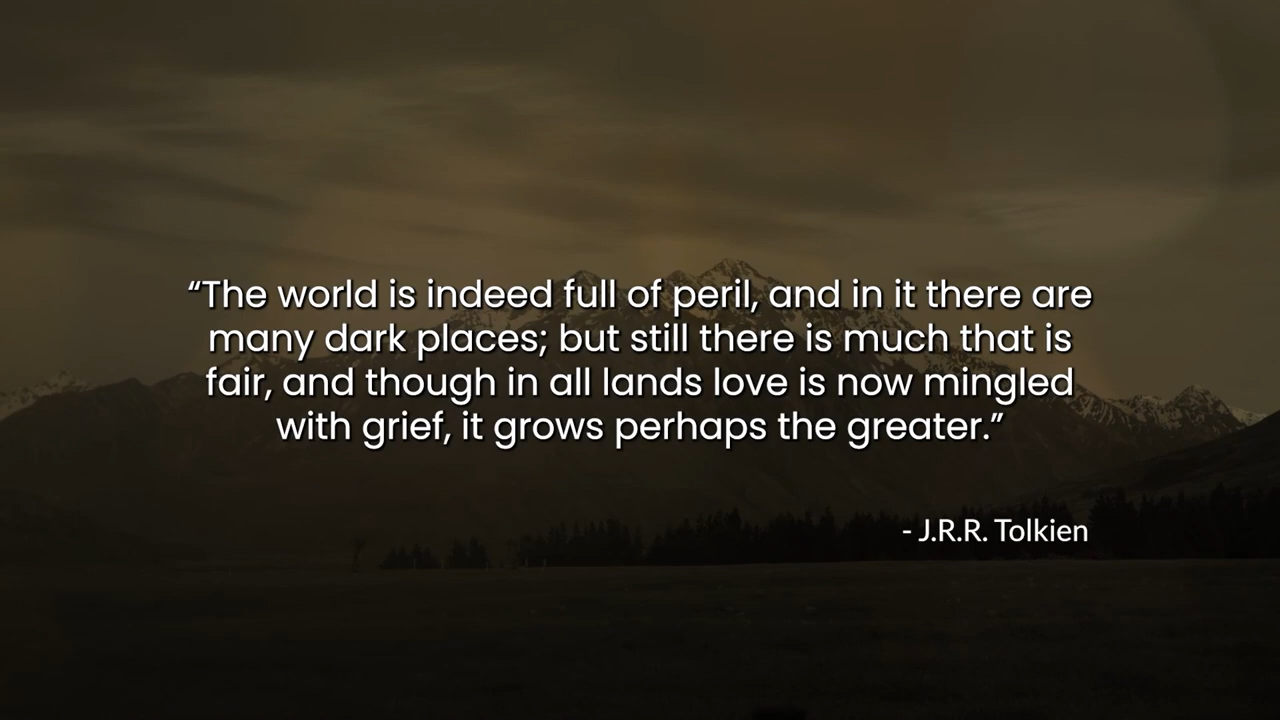 “The world is indeed full of peril, and in it there are
many dark places; but still there is much that is
fair, and though in all lands love is now mingled
with grief, it grows perhaps the greater.”
- J.R.R. Tolkien